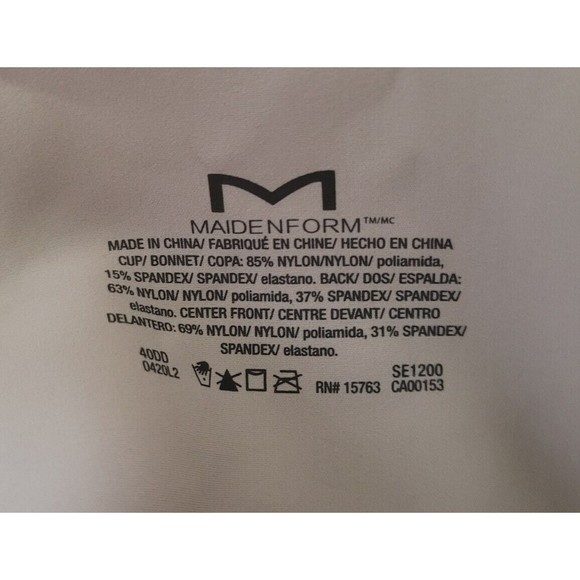 M
MAIDENFORM™/MC
MADE IN CHINA/ FABRIQUÉ EN CHINE/ HECHO EN CHINA
CUP/ BONNET/ COPA: 85% NYLON/NYLON/ poliamida,
15% SPANDEX/ SPANDEX/ elastano. BACK/ DOS/ ESPALDA:
63% NYLON/ NYLON/ poliamida, 37% SPANDEX/ SPANDEX/
elastano. CENTER FRONT/ CENTRE DEVANT/ CENTRO
DELANTERO: 69% NYLON/ NYLON/ poliamida, 31% SPANDEX/
SPANDEX/ elastano.
40DD
0420L2
RN# 15763
SE1200
CA00153